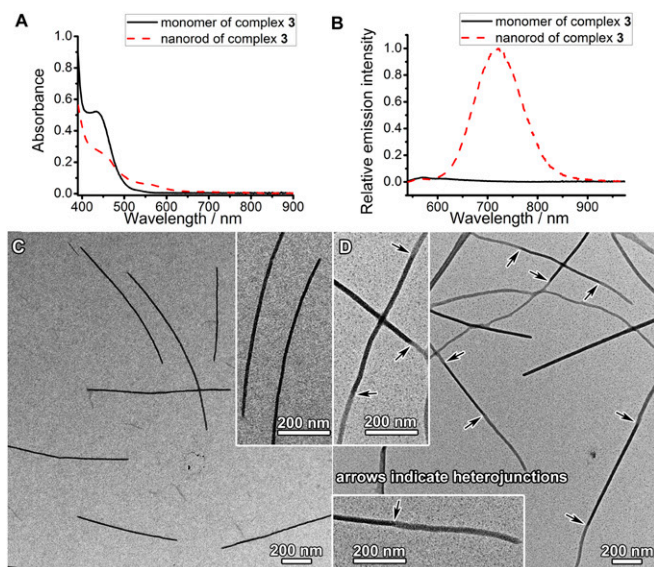 A
monomer of complex 3
nanorod of complex 3
Absorbance
1.0
0.8
0.6
0.4
0.2
0.0
400 500 600 700 800 900
Wavelength / nm
B
monomer of complex 3
nanorod of complex 3
Relative emission intensity
1.0
0.8
0.6
0.4
0.2
0.0
600 700 800 900
Wavelength / nm
C
200 nm
200 nm
D
200 nm
arrows indicate heterojunctions
200 nm
200 nm